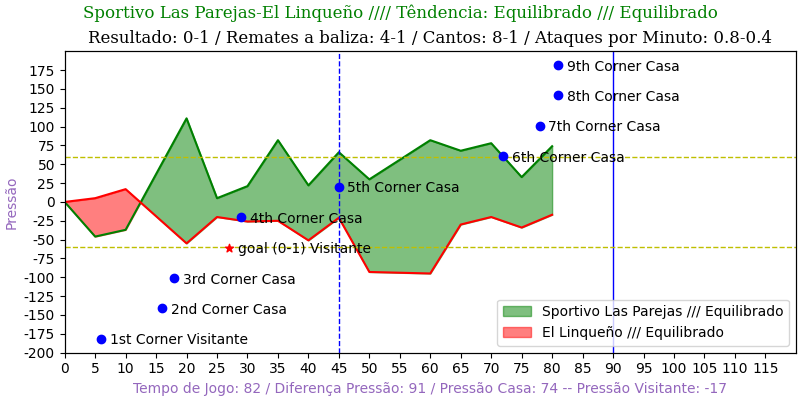 Sportivo Las Parejas-El Linqueño //// Têndencia: Equilibrado /// Equilibrado
Resultado: 0-1 / Remates a baliza: 4-1 / Cantos: 8-1 / Ataques por Minuto: 0.8-0.4
Pressão
175
150
125
100
75
50
25
0
-25
-50
-75
-100
-125
-150
-175
-200
9th Corner Casa
8th Corner Casa
7th Corner Casa
6th Corner Casa
5th Corner Casa
4th Corner Casa
goal (0-1) Visitante
3rd Corner Casa
2nd Corner Casa
1st Corner Visitante
Sportivo Las Parejas /// Equilibrado
El Linqueño /// Equilibrado
0 5 10 15 20 25 30 35 40 45 50 55 60 65 70 75 80 85 90 95 100 105 110 115
Tempo de Jogo: 82 / Diferença Pressão: 91 / Pressão Casa: 74 -- Pressão Visitante: -17